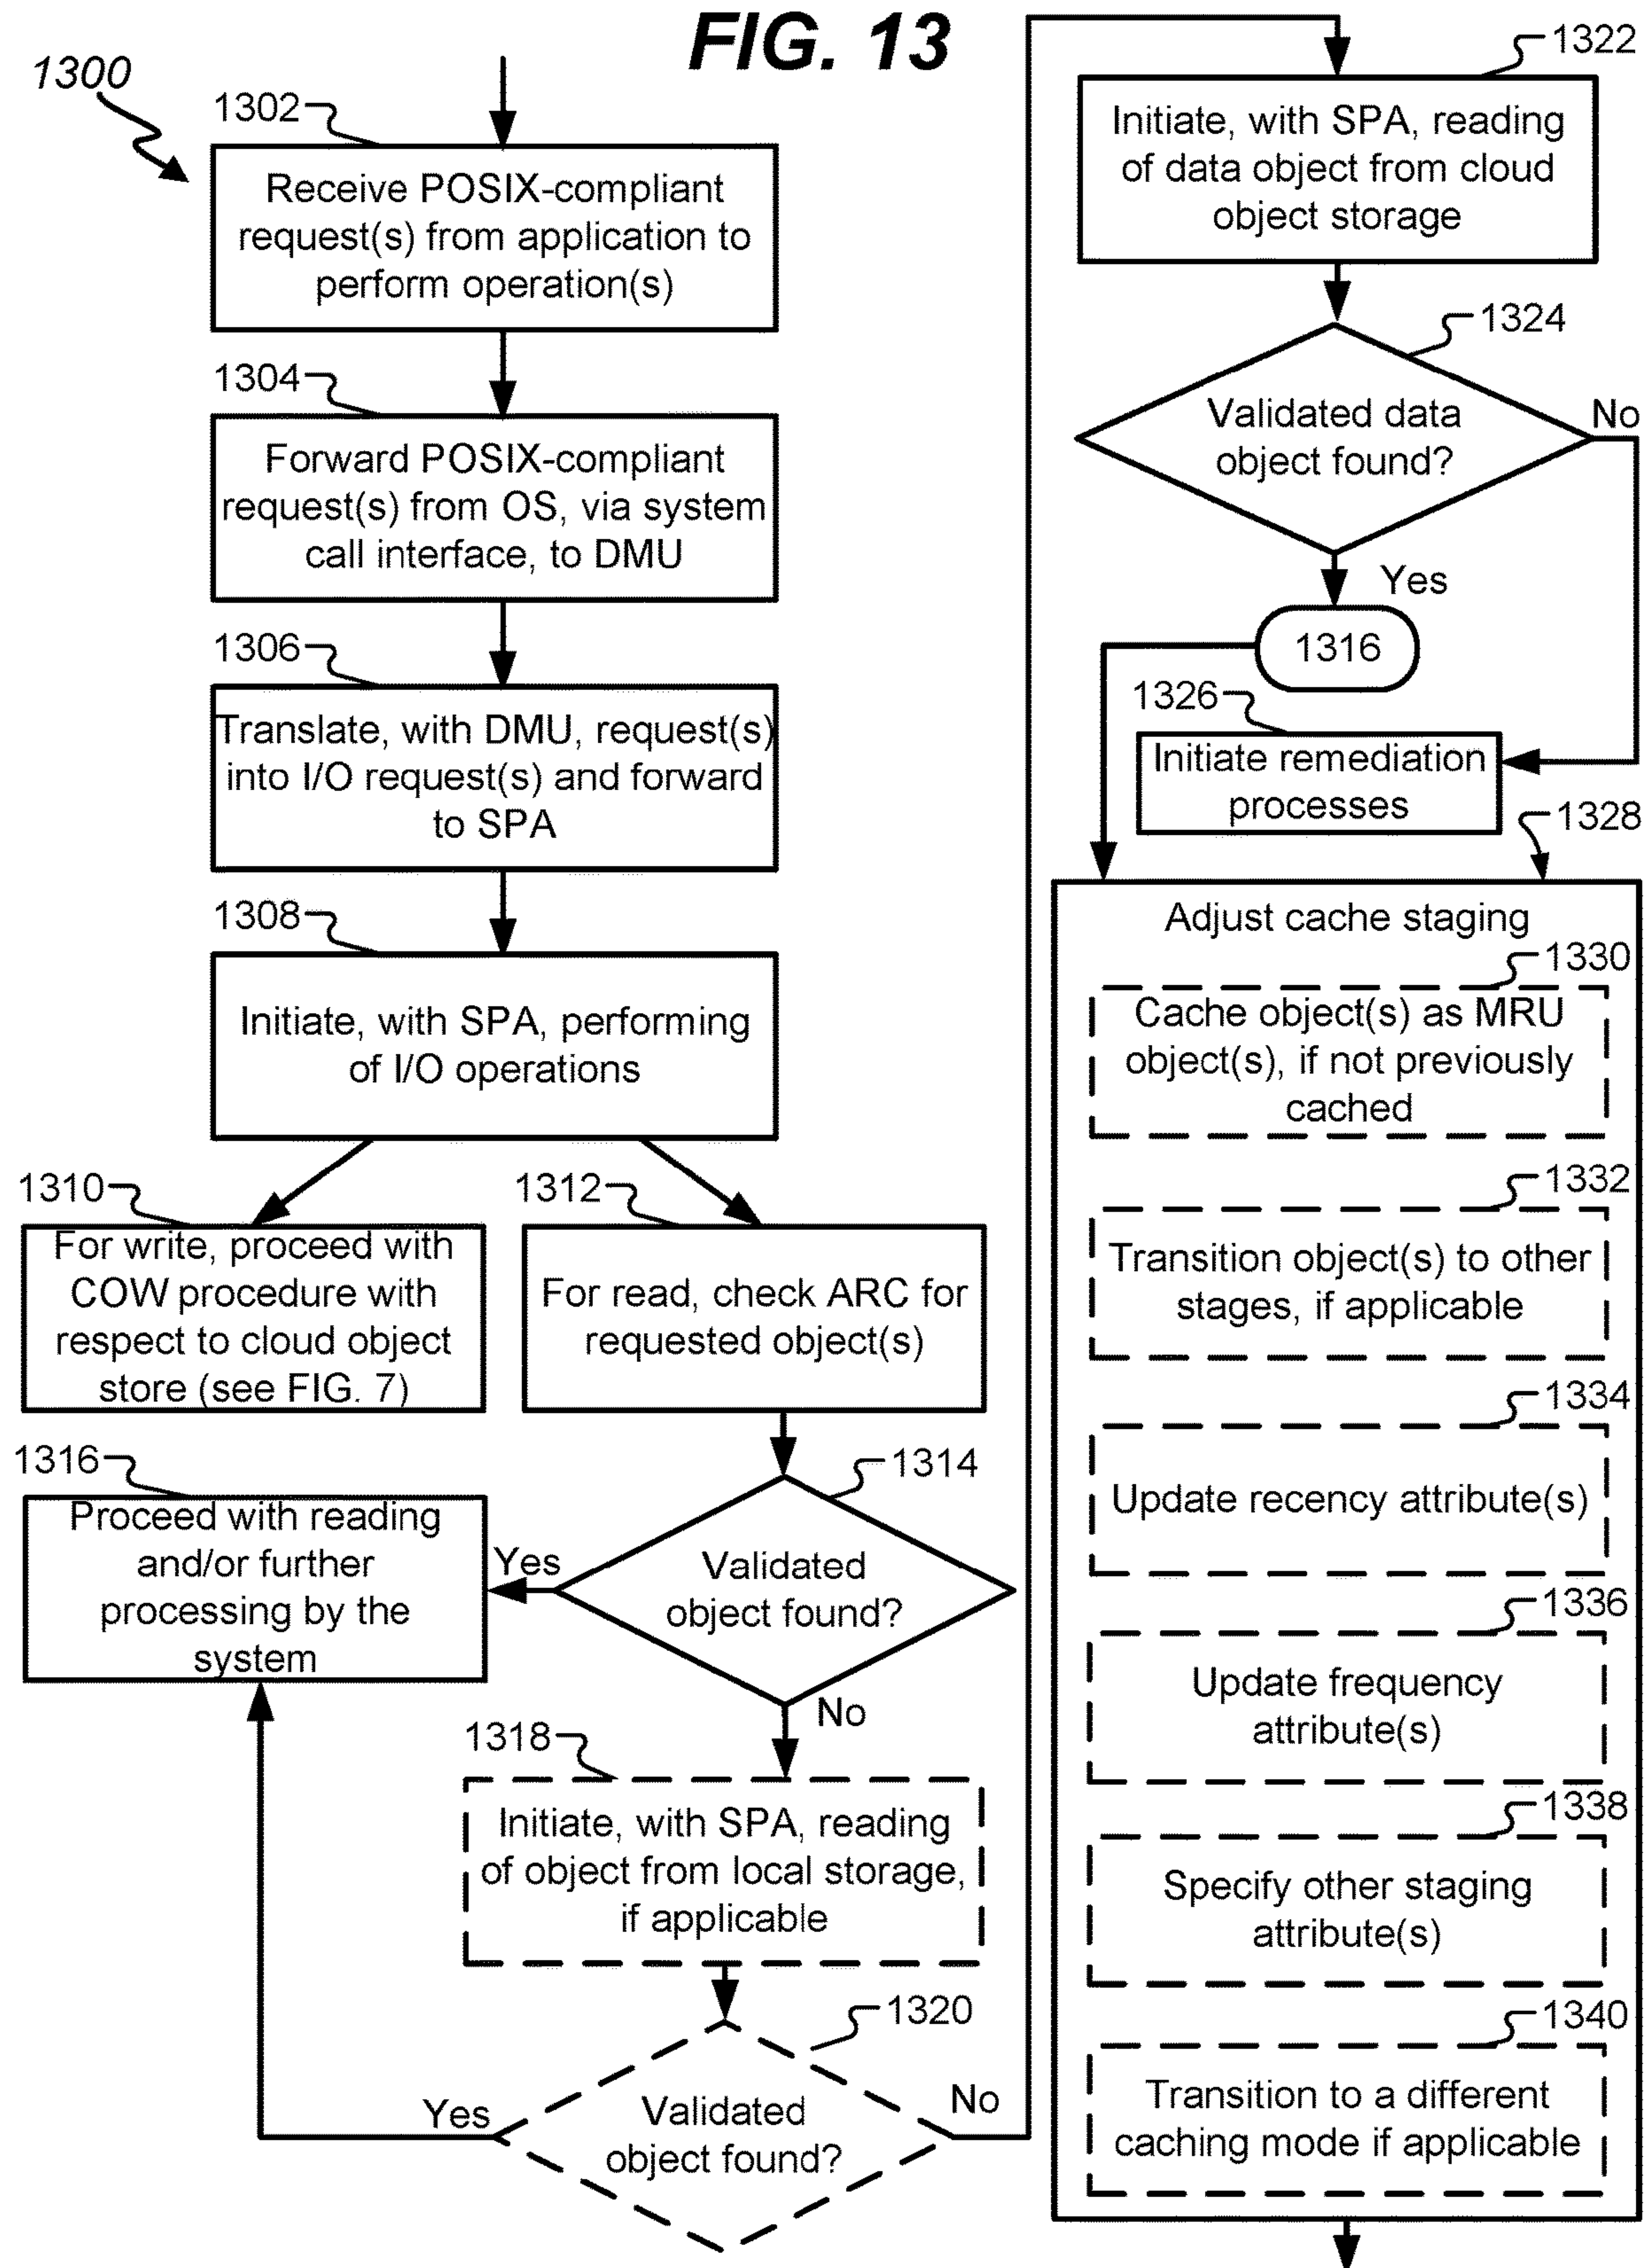 FIG. 13
1300
1302
Receive POSIX-compliant
request(s) from application to
perform operation(s)
1304
Forward POSIX-compliant
request(s) from OS, via system
call interface, to DMU
1306
Translate, with DMU, request(s)
into I/O request(s) and forward
to SPA
1308
Initiate, with SPA, performing
of I/O operations
1310
For write, proceed with
COW procedure with
respect to cloud object
store (see FIG. 7)
1312
For read, check ARC for
requested object(s)
1314
Validated
object found?
Yes
No
1316
Proceed with reading
and/or further
processing by the
system
1318
Initiate, with SPA, reading
of object from local storage,
if applicable
1320
Validated
object found?
Yes
No
1322
Initiate, with SPA, reading
of data object from cloud
object storage
1324
Validated data
object found?
No
Yes
1316
1326
Initiate remediation
processes
1328
Adjust cache staging
1330
Cache object(s) as MRU
object(s), if not previously
cached
1332
Transition object(s) to other
stages, if applicable
1334
Update recency attribute(s)
1336
Update frequency
attribute(s)
1338
Specify other staging
attribute(s)
1340
Transition to a different
caching mode if applicable